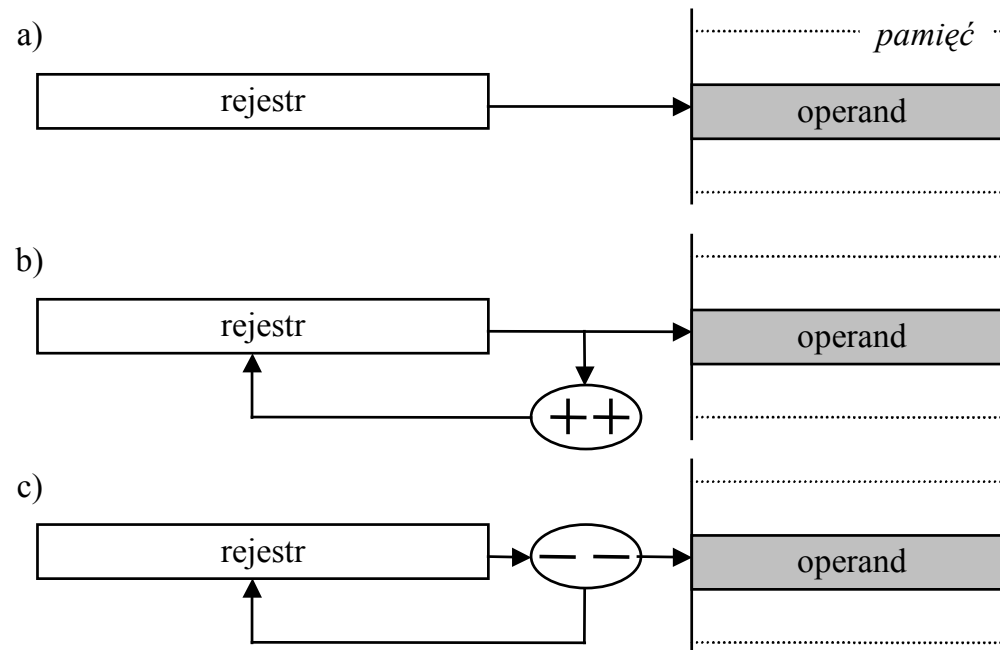 a)
pamięć
rejestr
operand
b)
rejestr
operand
++
c)
rejestr
– –
operand